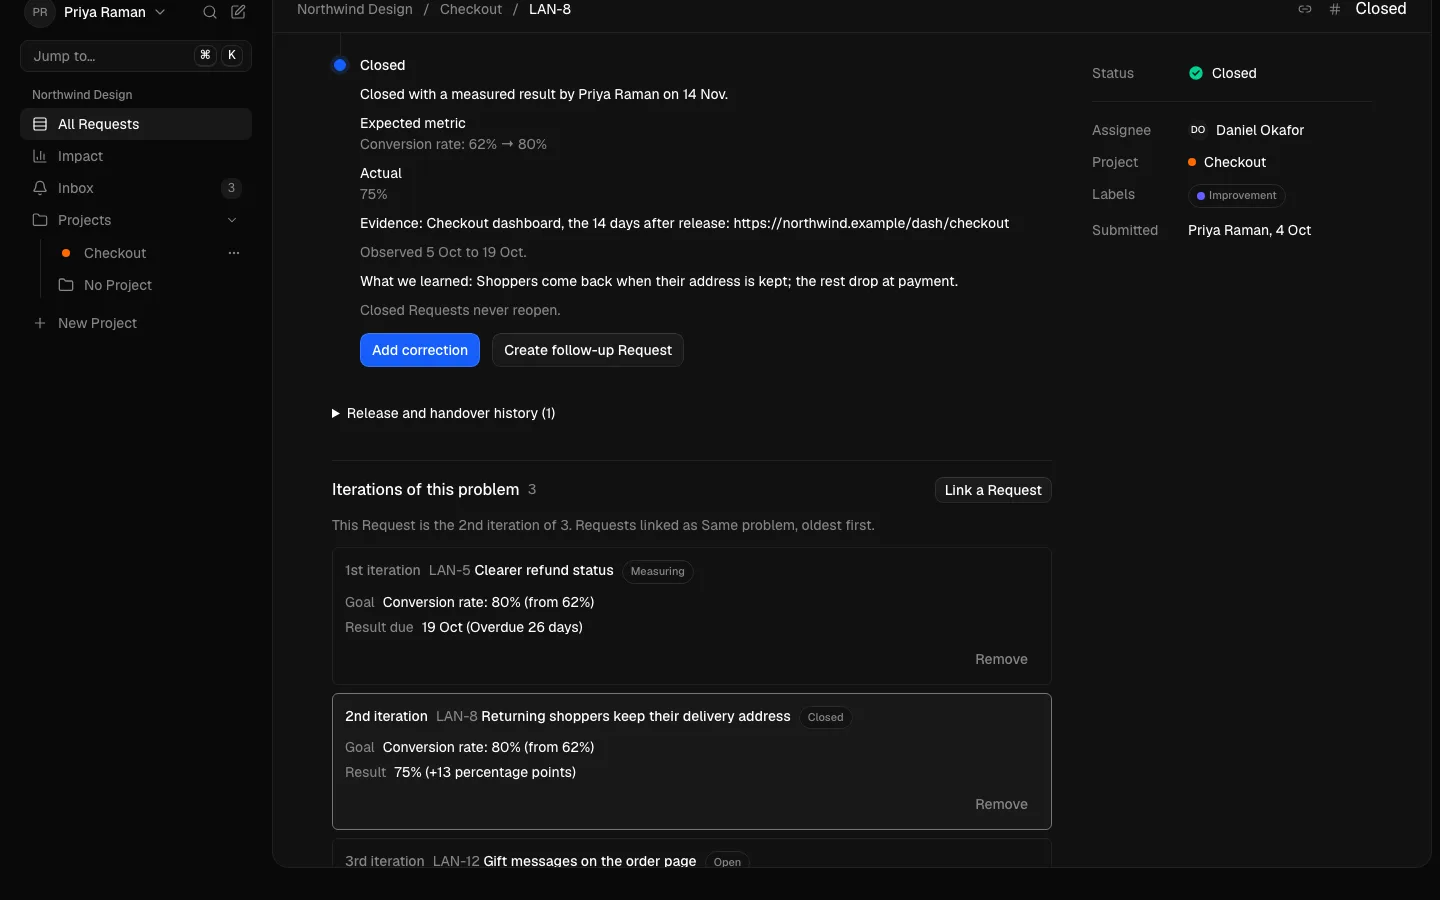 PR Priya Raman
Jump to... ⌘ K
Northwind Design
All Requests
Impact
Inbox 3
Projects
Checkout ...
No Project
+ New Project
Northwind Design / Checkout / LAN-8
# Closed
Closed
Closed with a measured result by Priya Raman on 14 Nov.
Expected metric
Conversion rate: 62% → 80%
Actual
75%
Evidence: Checkout dashboard, the 14 days after release: https://northwind.example/dash/checkout
Observed 5 Oct to 19 Oct.
What we learned: Shoppers come back when their address is kept; the rest drop at payment.
Closed Requests never reopen.
Add correction
Create follow-up Request
Release and handover history (1)
Iterations of this problem 3
Link a Request
This Request is the 2nd iteration of 3. Requests linked as Same problem, oldest first.
1st iteration LAN-5 Clearer refund status Measuring
Goal Conversion rate: 80% (from 62%)
Result due 19 Oct (Overdue 26 days)
Remove
2nd iteration LAN-8 Returning shoppers keep their delivery address Closed
Goal Conversion rate: 80% (from 62%)
Result 75% (+13 percentage points)
Remove
3rd iteration LAN-12 Gift messages on the order page Open
Status Closed
Assignee DO Daniel Okafor
Project Checkout
Labels Improvement
Submitted Priya Raman, 4 Oct